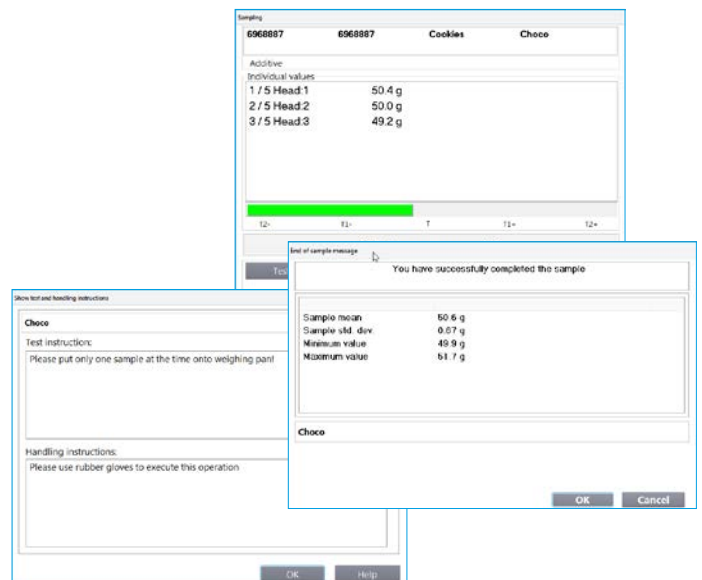 Sampling
6968887 6968887 Cookies Choco
Additive
Individual values
1 / 5 Head:1 50.4 g
2 / 5 Head:2 50.0 g
3 / 5 Head:3 49.2 g
T2- T1- T T1+ T2+
End of sample message
You have successfully completed the sample
Sample mean 50.6 g
Sample std. dev. 0.67 g
Minimum value 49.9 g
Maximum value 51.7 g
Choco
OK Cancel
Show test and handling instructions
Choco
Test instruction:
Please put only one sample at the time onto weighing pan!
Handling instructions:
Please use rubber gloves to execute this operation
OK Help